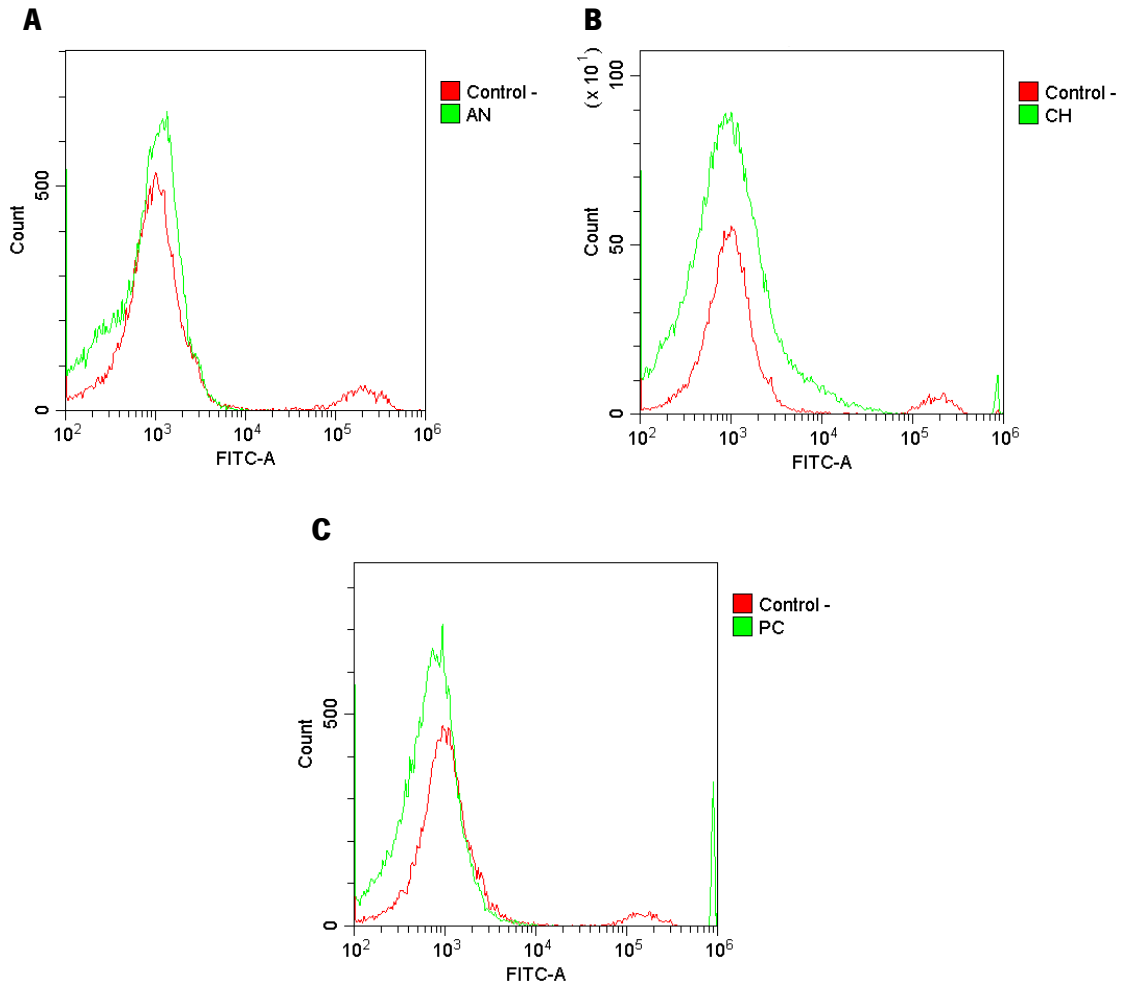 A
Control -
AN
500
0
Count
10² 10³ 10⁴ 10⁵ 10⁶
FITC-A
B
(x 10¹)
Control -
CH
100
50
0
Count
10² 10³ 10⁴ 10⁵ 10⁶
FITC-A
C
Control -
PC
500
0
Count
10² 10³ 10⁴ 10⁵ 10⁶
FITC-A